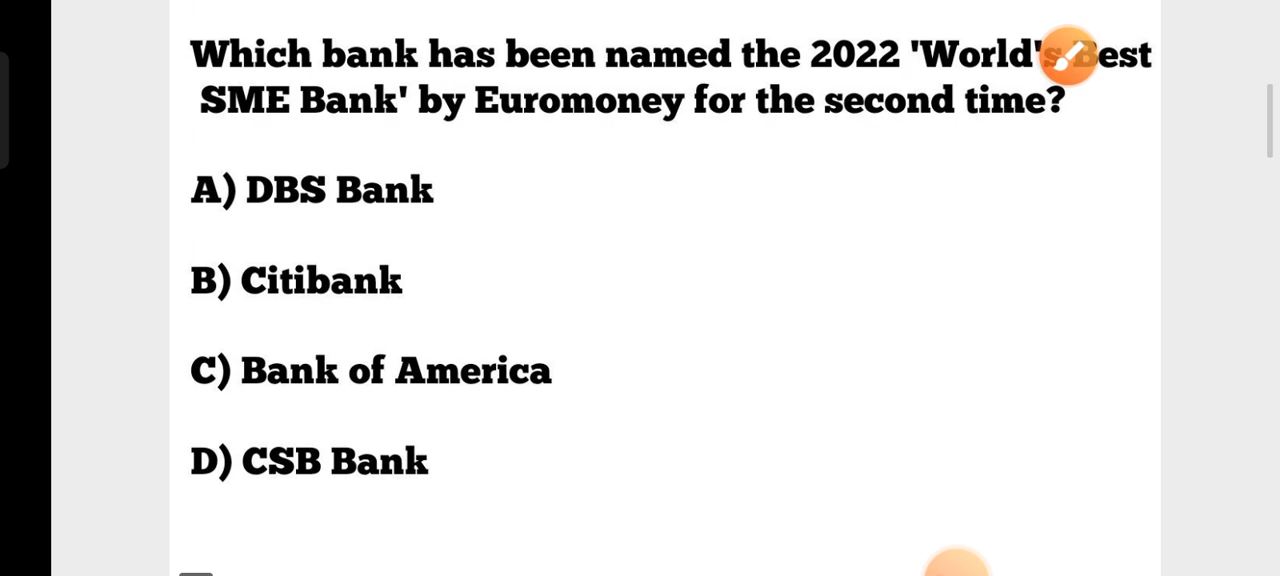 Which bank has been named the 2022 'World's Best
SME Bank' by Euromoney for the second time?
A) DBS Bank
B) Citibank
C) Bank of America
D) CSB Bank